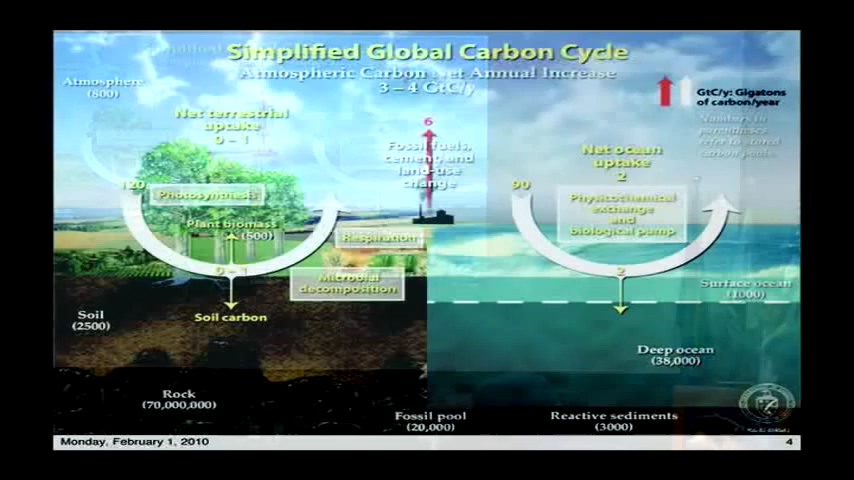 Simplified Global Carbon Cycle
Atmospheric Carbon Net Annual Increase
3 – 4 GtC/y
Atmosphere
(800)
GtC/y: Gigatons
of carbon/year
Numbers in
parentheses
refer to stored
carbon pools.
Net terrestrial
uptake
0 – 1
6
Fossil fuels,
cement, and
land-use
change
Net ocean
uptake
2
120
Photosynthesis
90
Physicochemical
exchange
and
biological pump
Plant biomass
(500)
Respiration
0 – 1
Microbial
decomposition
2
Surface ocean
(1000)
Soil
(2500)
Soil carbon
Deep ocean
(38,000)
Rock
(70,000,000)
Fossil pool
(20,000)
Reactive sediments
(3000)
Monday, February 1, 2010
4